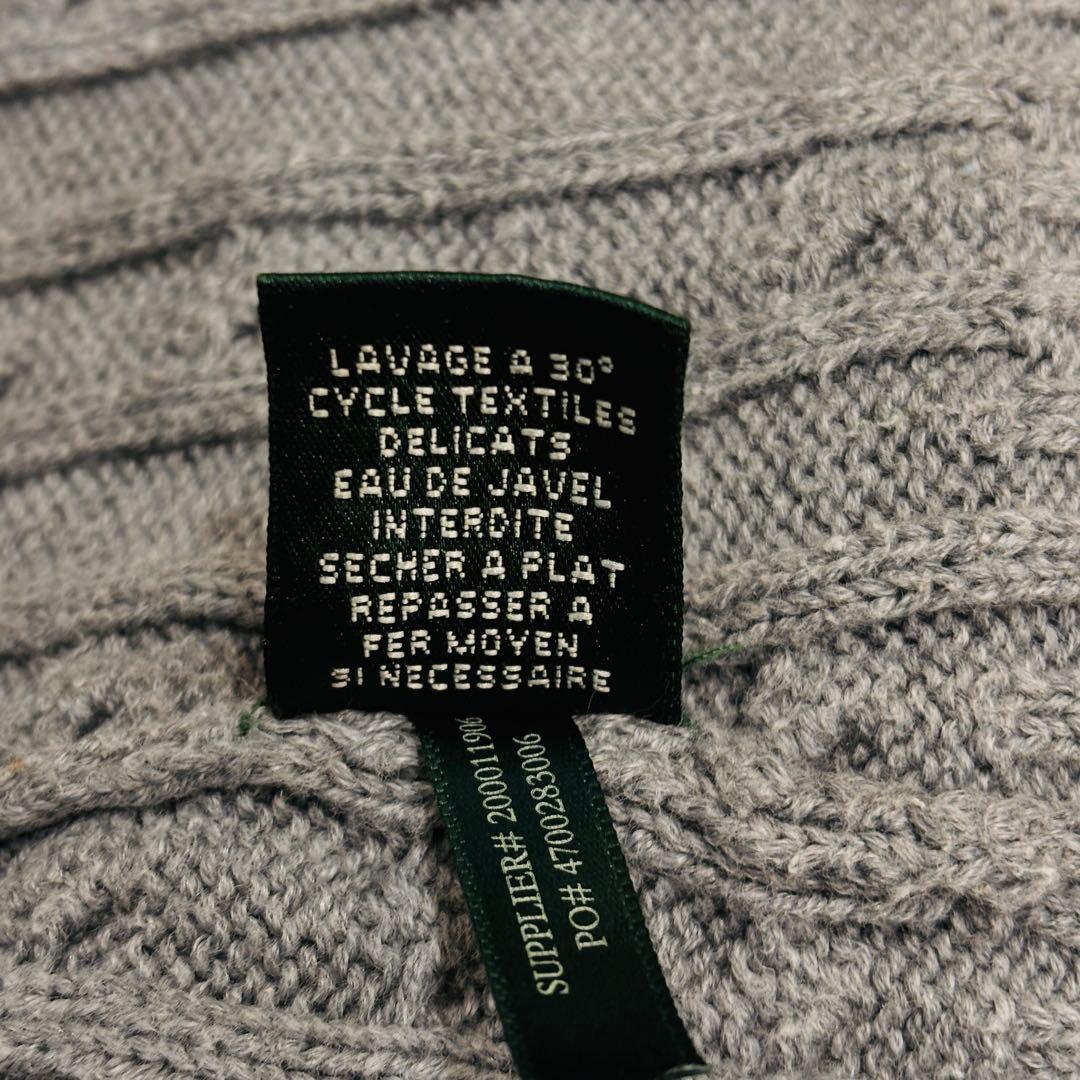 LAVAGE A 30°
CYCLE TEXTILES
DELICATS
EAU DE JAVEL
INTERDITE
SECHER A PLAT
REPASSER A
FER MOYEN
SI NECESSAIRE
SUPPLIER# 200011906
PO# 4700283006